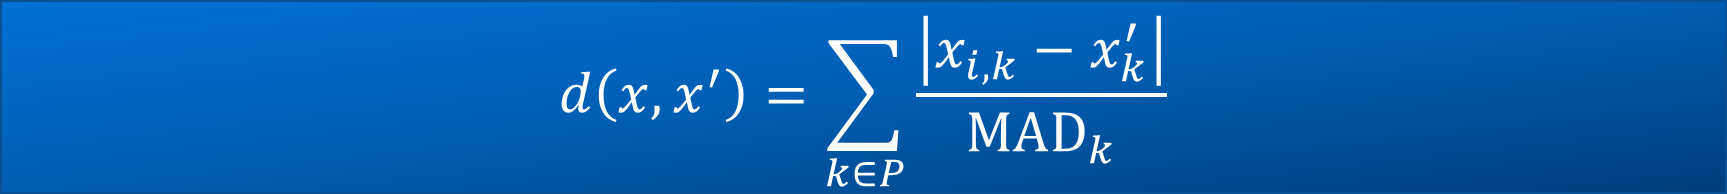 d(x, x′) = ∑_{k∈P} |x_{i,k} − x′_k| / MAD_k